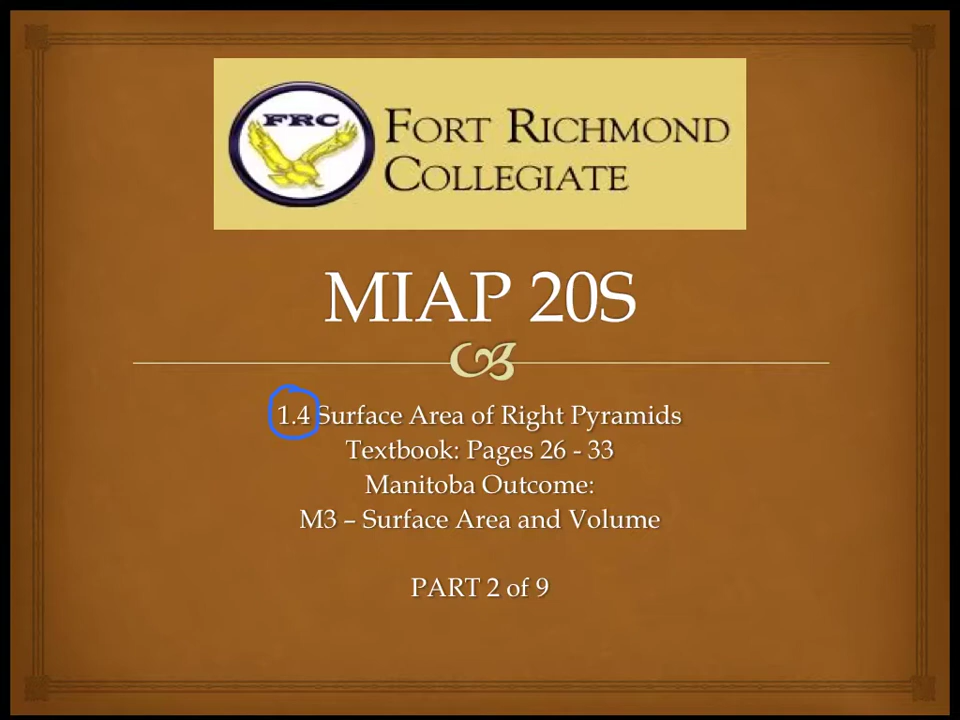 FRC
FORT RICHMOND
COLLEGIATE
MIAP 20S
1.4 Surface Area of Right Pyramids
Textbook: Pages 26 - 33
Manitoba Outcome:
M3 – Surface Area and Volume
PART 2 of 9